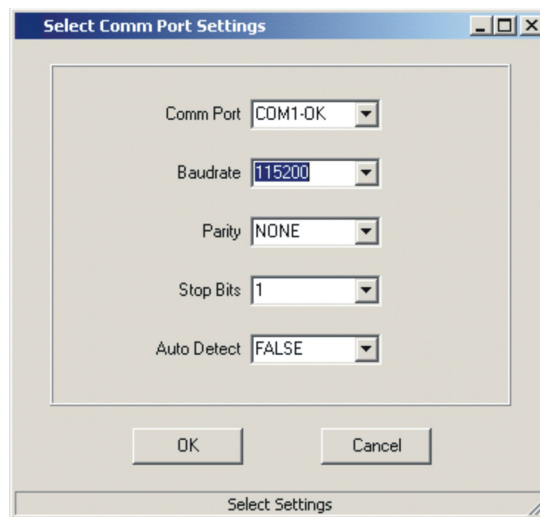 Select Comm Port Settings
Comm Port COM1-OK
Baudrate 115200
Parity NONE
Stop Bits 1
Auto Detect FALSE
OK Cancel
Select Settings